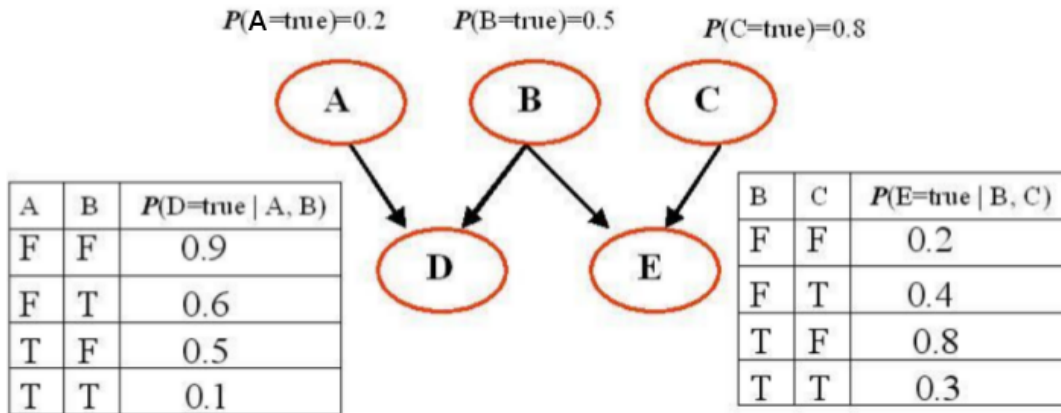 P(A=true)=0.2
P(B=true)=0.5
P(C=true)=0.8
A
B
C
A B P(D=true | A, B)
F F 0.9
F T 0.6
T F 0.5
T T 0.1
D
E
B C P(E=true | B, C)
F F 0.2
F T 0.4
T F 0.8
T T 0.3